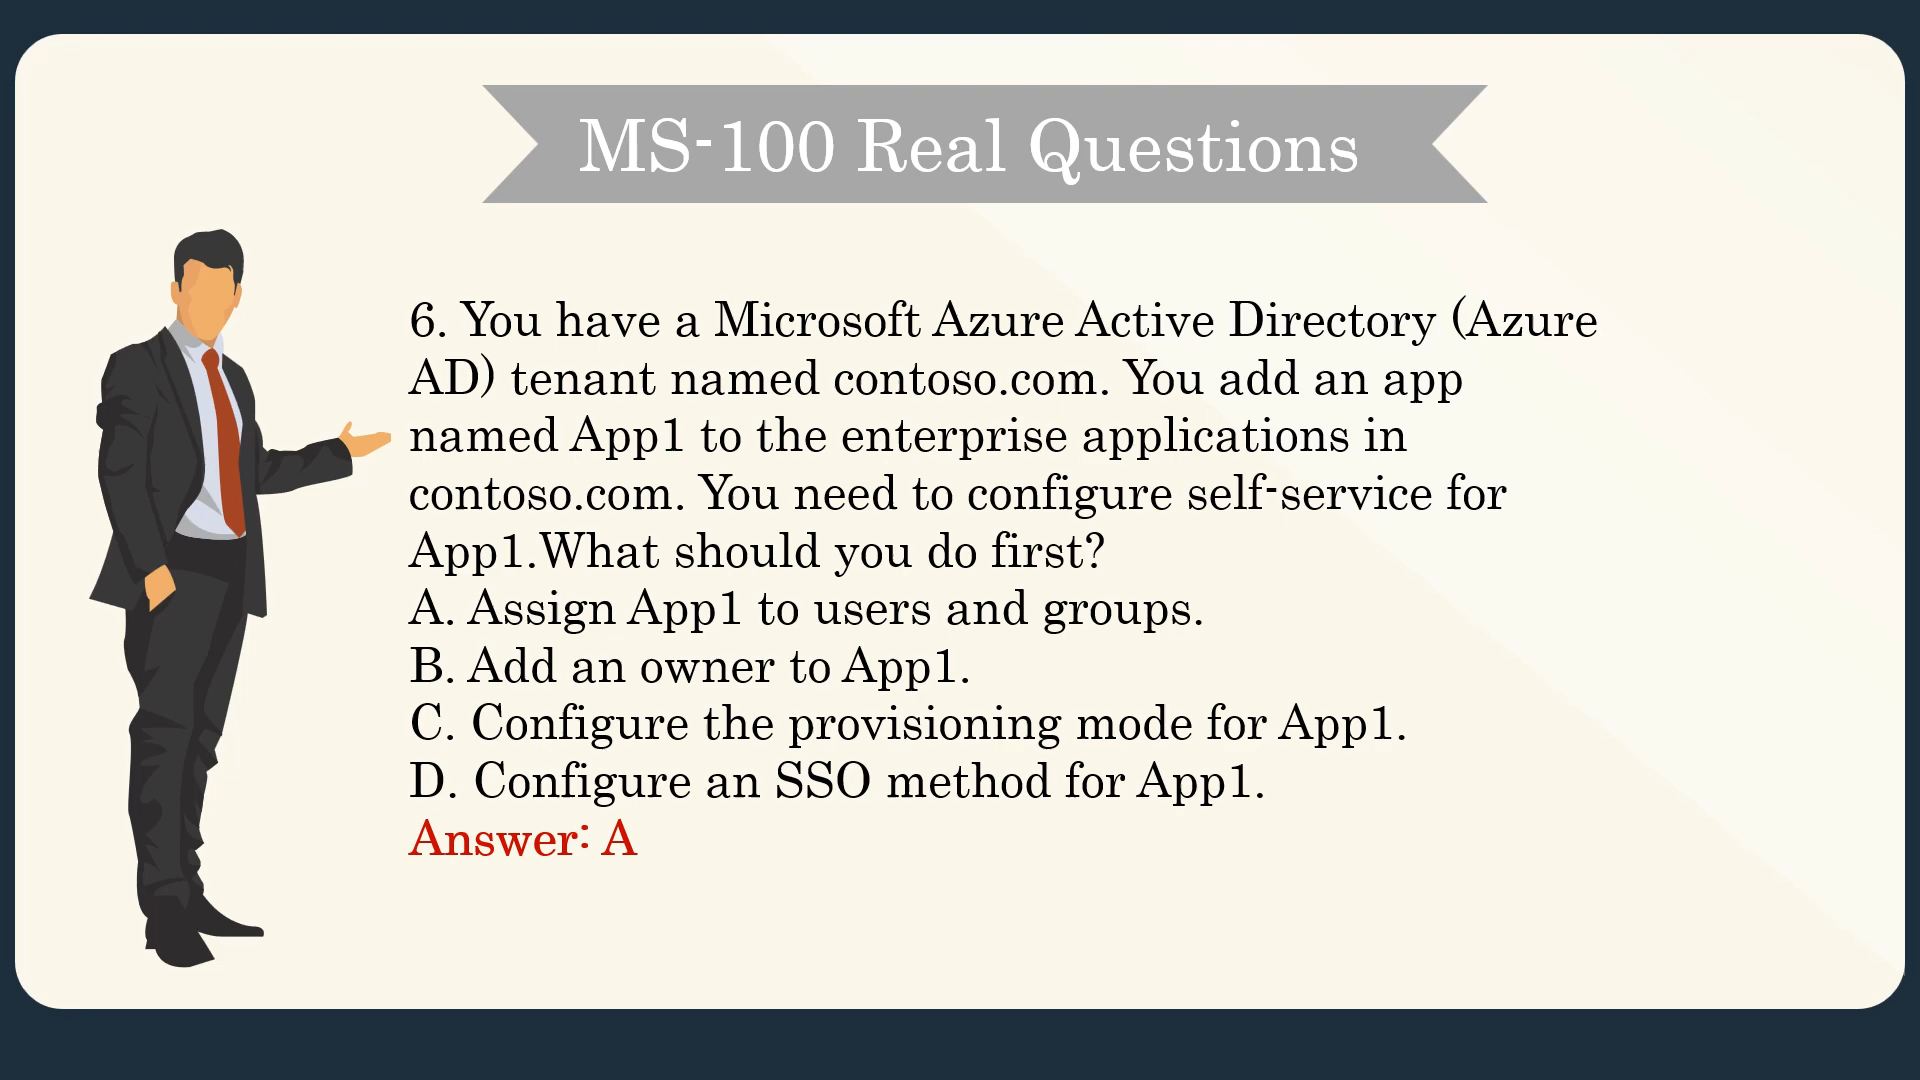 MS-100 Real Questions
6. You have a Microsoft Azure Active Directory (Azure
AD) tenant named contoso.com. You add an app
named App1 to the enterprise applications in
contoso.com. You need to configure self-service for
App1.What should you do first?
A. Assign App1 to users and groups.
B. Add an owner to App1.
C. Configure the provisioning mode for App1.
D. Configure an SSO method for App1.
Answer: A